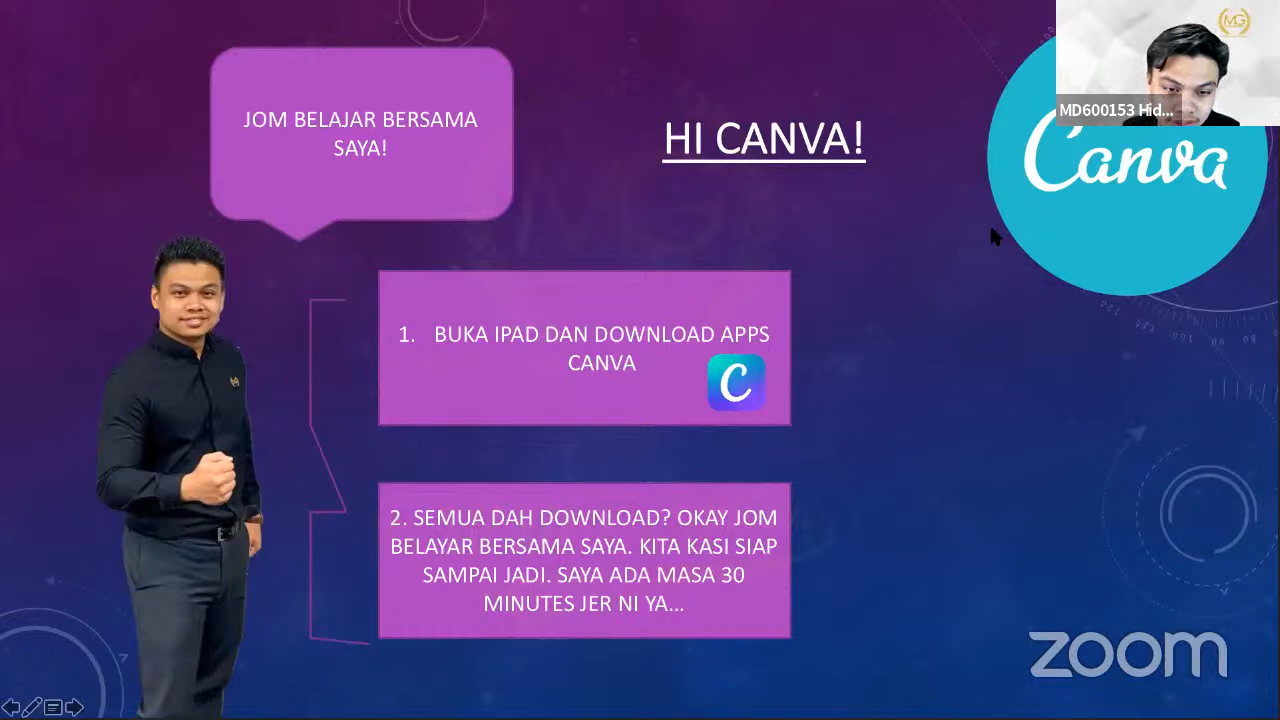 JOM BELAJAR BERSAMA
SAYA!
HI CANVA!
MG
MD600153 Hid...
Canva
1. BUKA IPAD DAN DOWNLOAD APPS
CANVA
C
2. SEMUA DAH DOWNLOAD? OKAY JOM
BELAYAR BERSAMA SAYA. KITA KASI SIAP
SAMPAI JADI. SAYA ADA MASA 30
MINUTES JER NI YA...
zoom